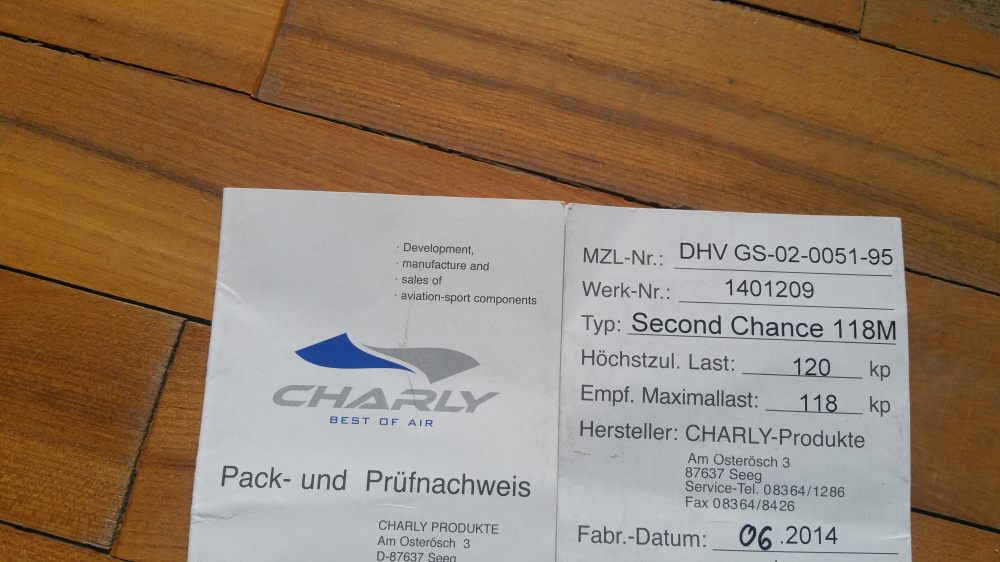 · Development,
· manufacture and
· sales of
· aviation-sport components
CHARLY
BEST OF AIR
Pack- und Prüfnachweis
CHARLY PRODUKTE
Am Osterösch 3
D-87637 Seeg
MZL-Nr.: DHV GS-02-0051-95
Werk-Nr.: 1401209
Typ: Second Chance 118M
Höchstzul. Last: 120 kp
Empf. Maximallast: 118 kp
Hersteller: CHARLY-Produkte
Am Osterösch 3
87637 Seeg
Service-Tel. 08364/1286
Fax 08364/8426
Fabr.-Datum: 06.2014